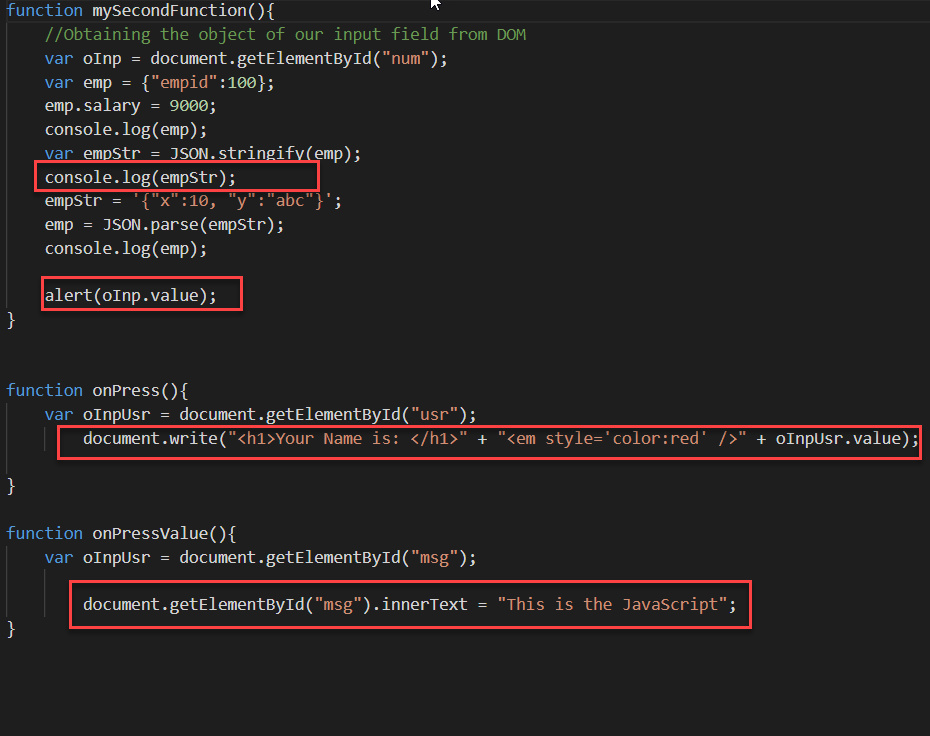 function mySecondFunction(){
//Obtaining the object of our input field from DOM
var oInp = document.getElementById("num");
var emp = {"empid":100};
emp.salary = 9000;
console.log(emp);
var empStr = JSON.stringify(emp);
console.log(empStr);
empStr = '{"x":10, "y":"abc"}';
emp = JSON.parse(empStr);
console.log(emp);
alert(oInp.value);
}
function onPress(){
var oInpUsr = document.getElementById("usr");
document.write("<h1>Your Name is: </h1>" + "<em style='color:red' />" + oInpUsr.value);
}
function onPressValue(){
var oInpUsr = document.getElementById("msg");
document.getElementById("msg").innerText = "This is the JavaScript";
}